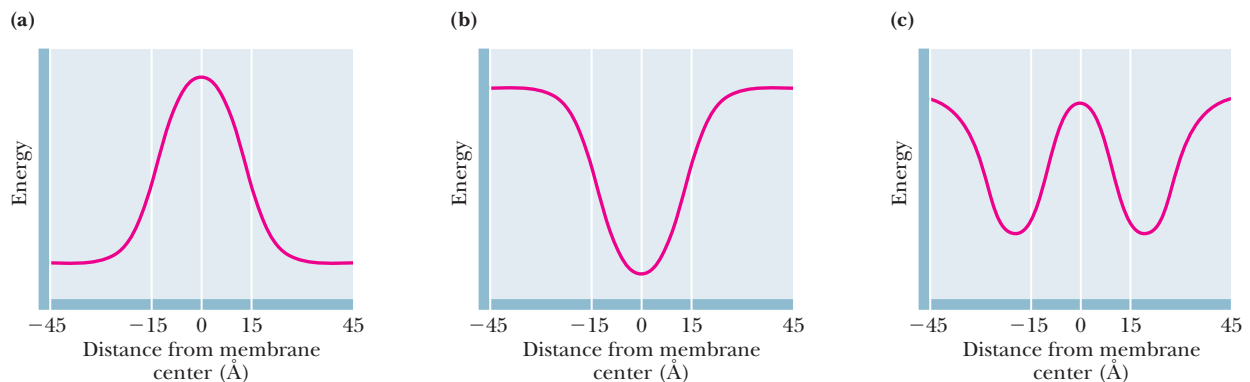 (a)
Energy
−45 −15 0 15 45
Distance from membrane
center (Å)
(b)
Energy
−45 −15 0 15 45
Distance from membrane
center (Å)
(c)
Energy
−45 −15 0 15 45
Distance from membrane
center (Å)